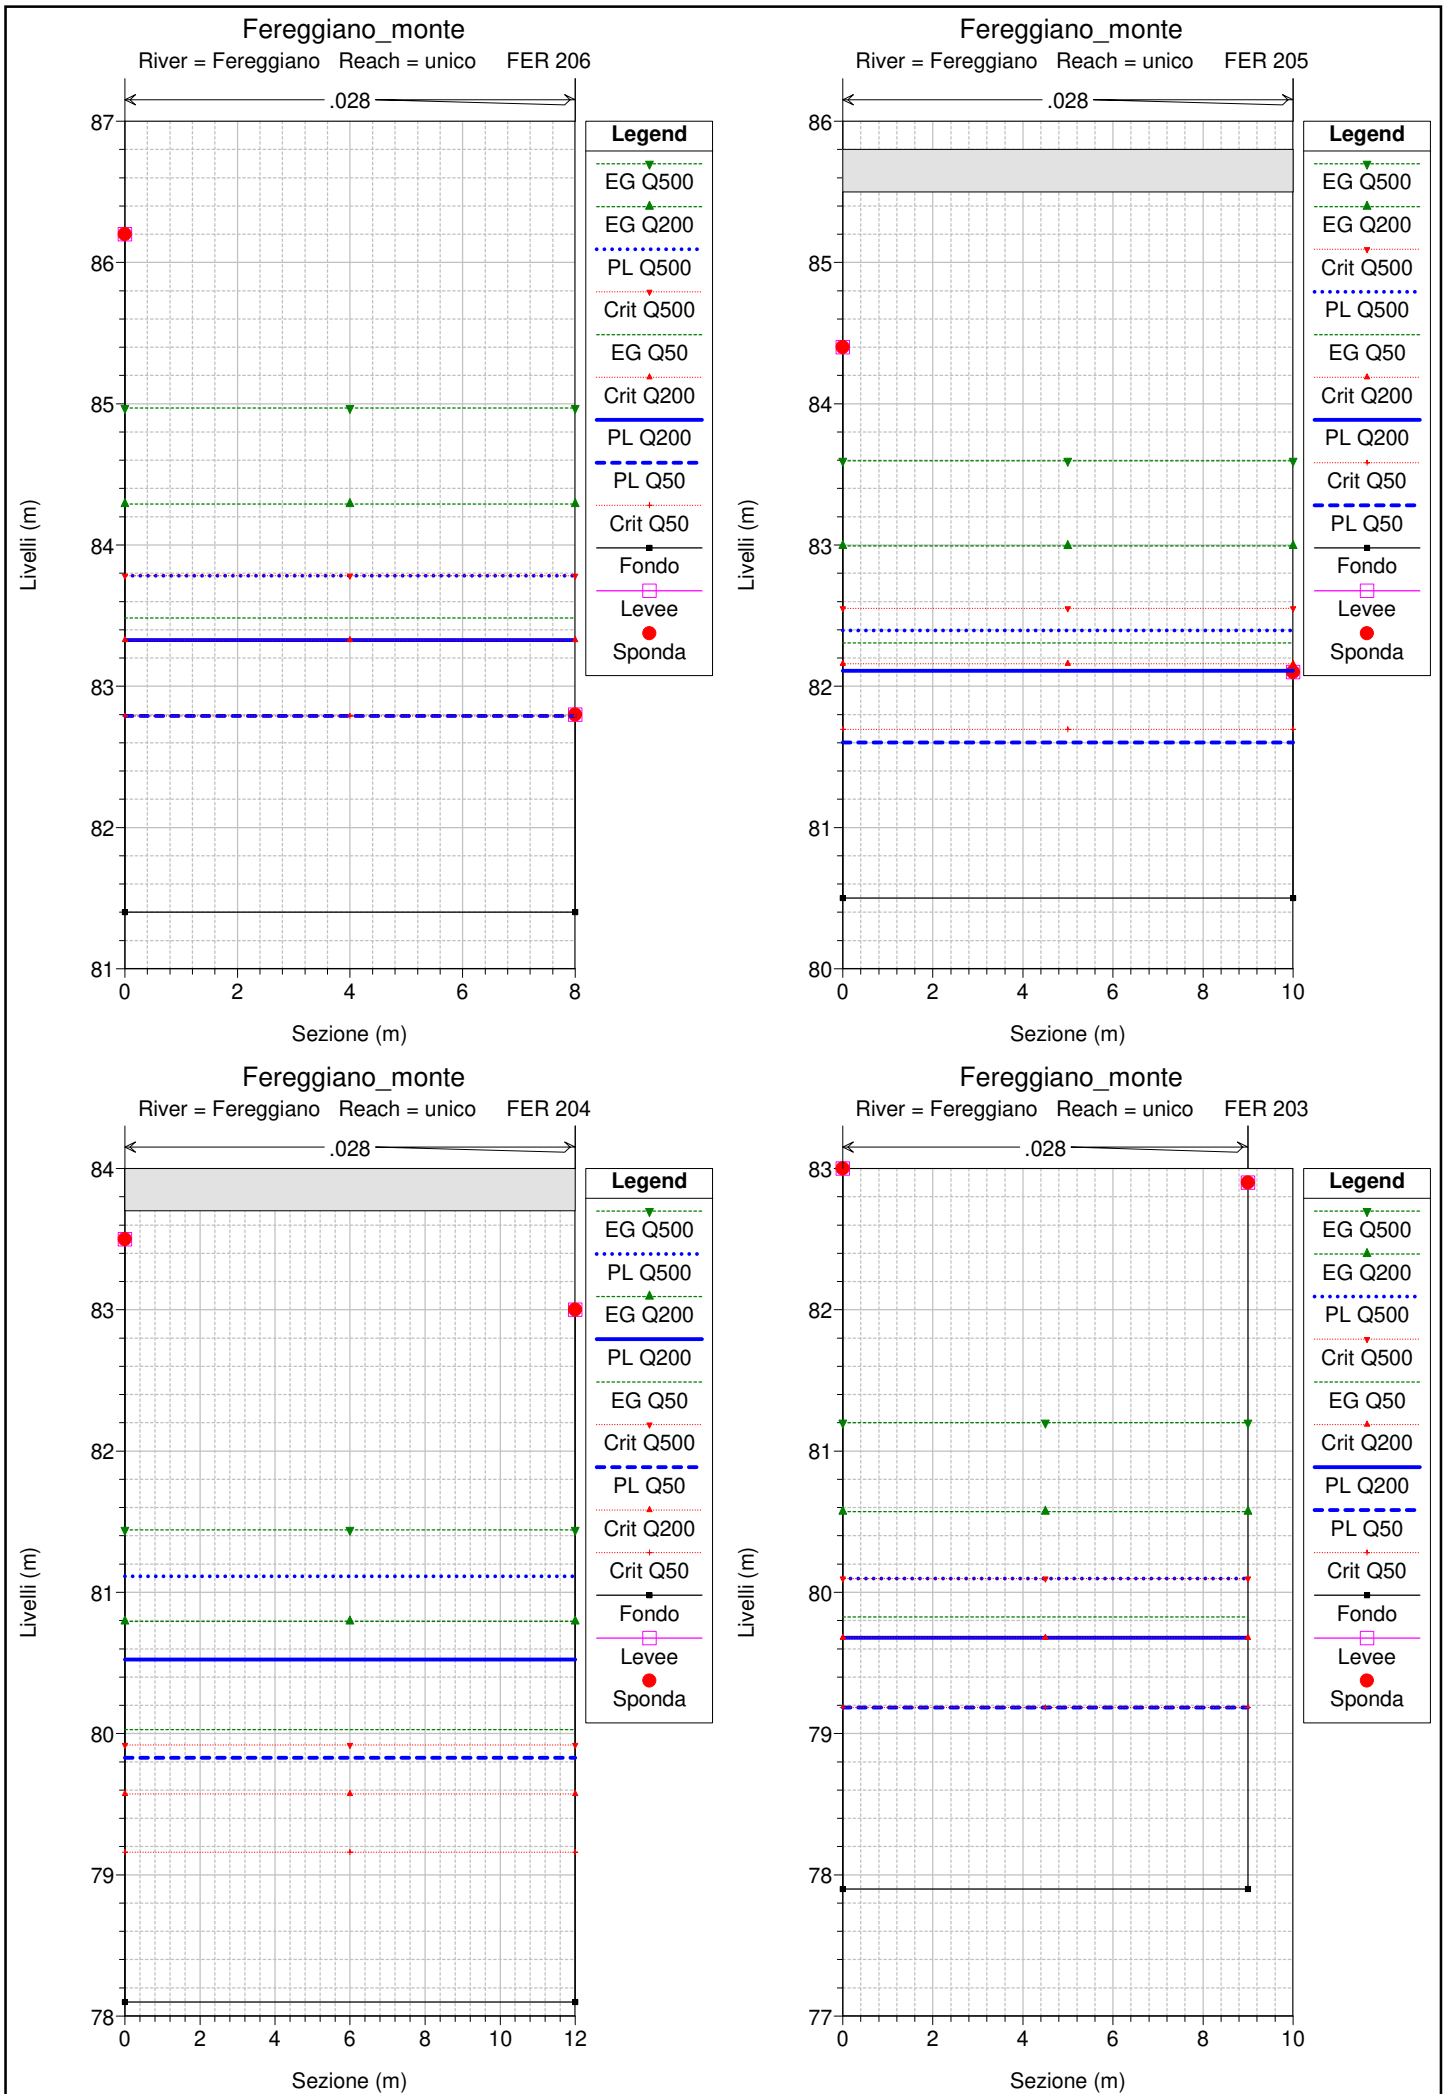 Fereggiano_monte
River = Fereggiano Reach = unico FER 206
.028
87
86
85
84
83
82
81
0 2 4 6 8
Livelli (m)
Sezione (m)
Legend
EG Q500
EG Q200
PL Q500
Crit Q500
EG Q50
Crit Q200
PL Q200
PL Q50
Crit Q50
Fondo
Levee
Sponda
Fereggiano_monte
River = Fereggiano Reach = unico FER 205
.028
86
85
84
83
82
81
80
0 2 4 6 8 10
Livelli (m)
Sezione (m)
Legend
EG Q500
EG Q200
Crit Q500
PL Q500
EG Q50
Crit Q200
PL Q200
Crit Q50
PL Q50
Fondo
Levee
Sponda
Fereggiano_monte
River = Fereggiano Reach = unico FER 204
.028
84
83
82
81
80
79
78
0 2 4 6 8 10 12
Livelli (m)
Sezione (m)
Legend
EG Q500
PL Q500
EG Q200
PL Q200
EG Q50
Crit Q500
PL Q50
Crit Q200
Crit Q50
Fondo
Levee
Sponda
Fereggiano_monte
River = Fereggiano Reach = unico FER 203
.028
83
82
81
80
79
78
77
0 2 4 6 8 10
Livelli (m)
Sezione (m)
Legend
EG Q500
EG Q200
PL Q500
Crit Q500
EG Q50
Crit Q200
PL Q200
PL Q50
Crit Q50
Fondo
Levee
Sponda